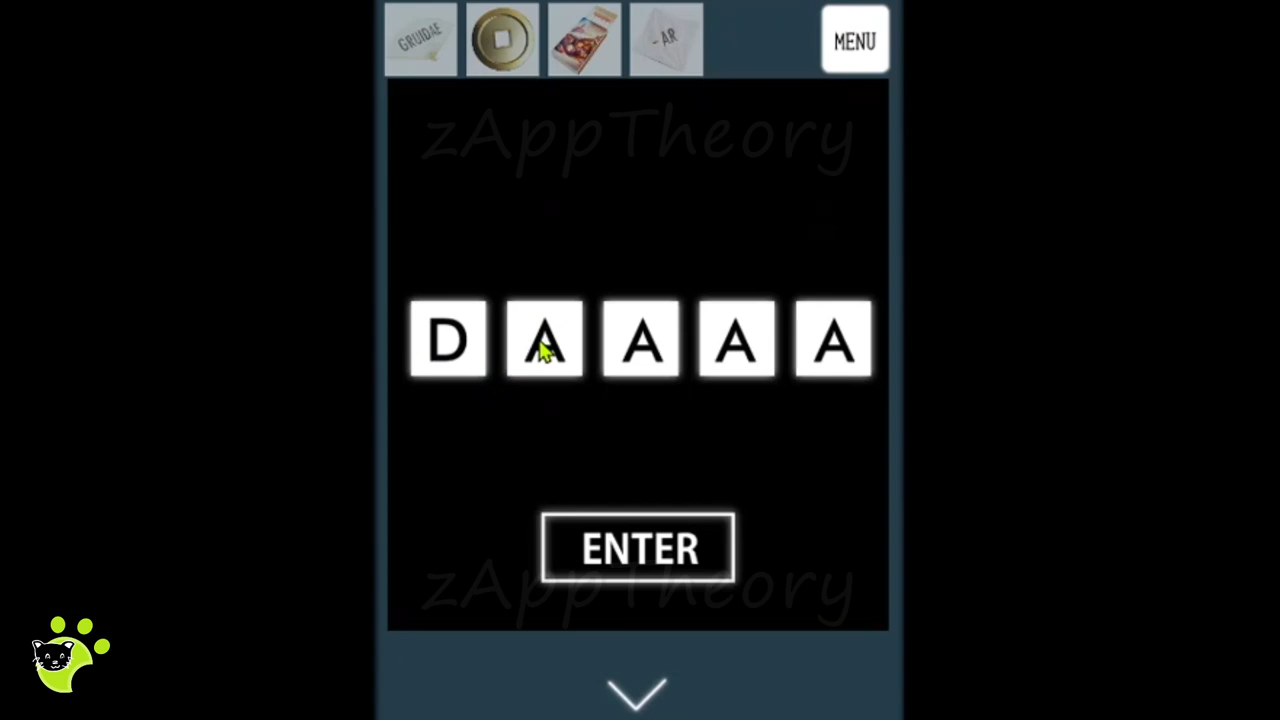 GRUIDAE
- AR
MENU
zAppTheory
D A A A A
ENTER
zAppTheory